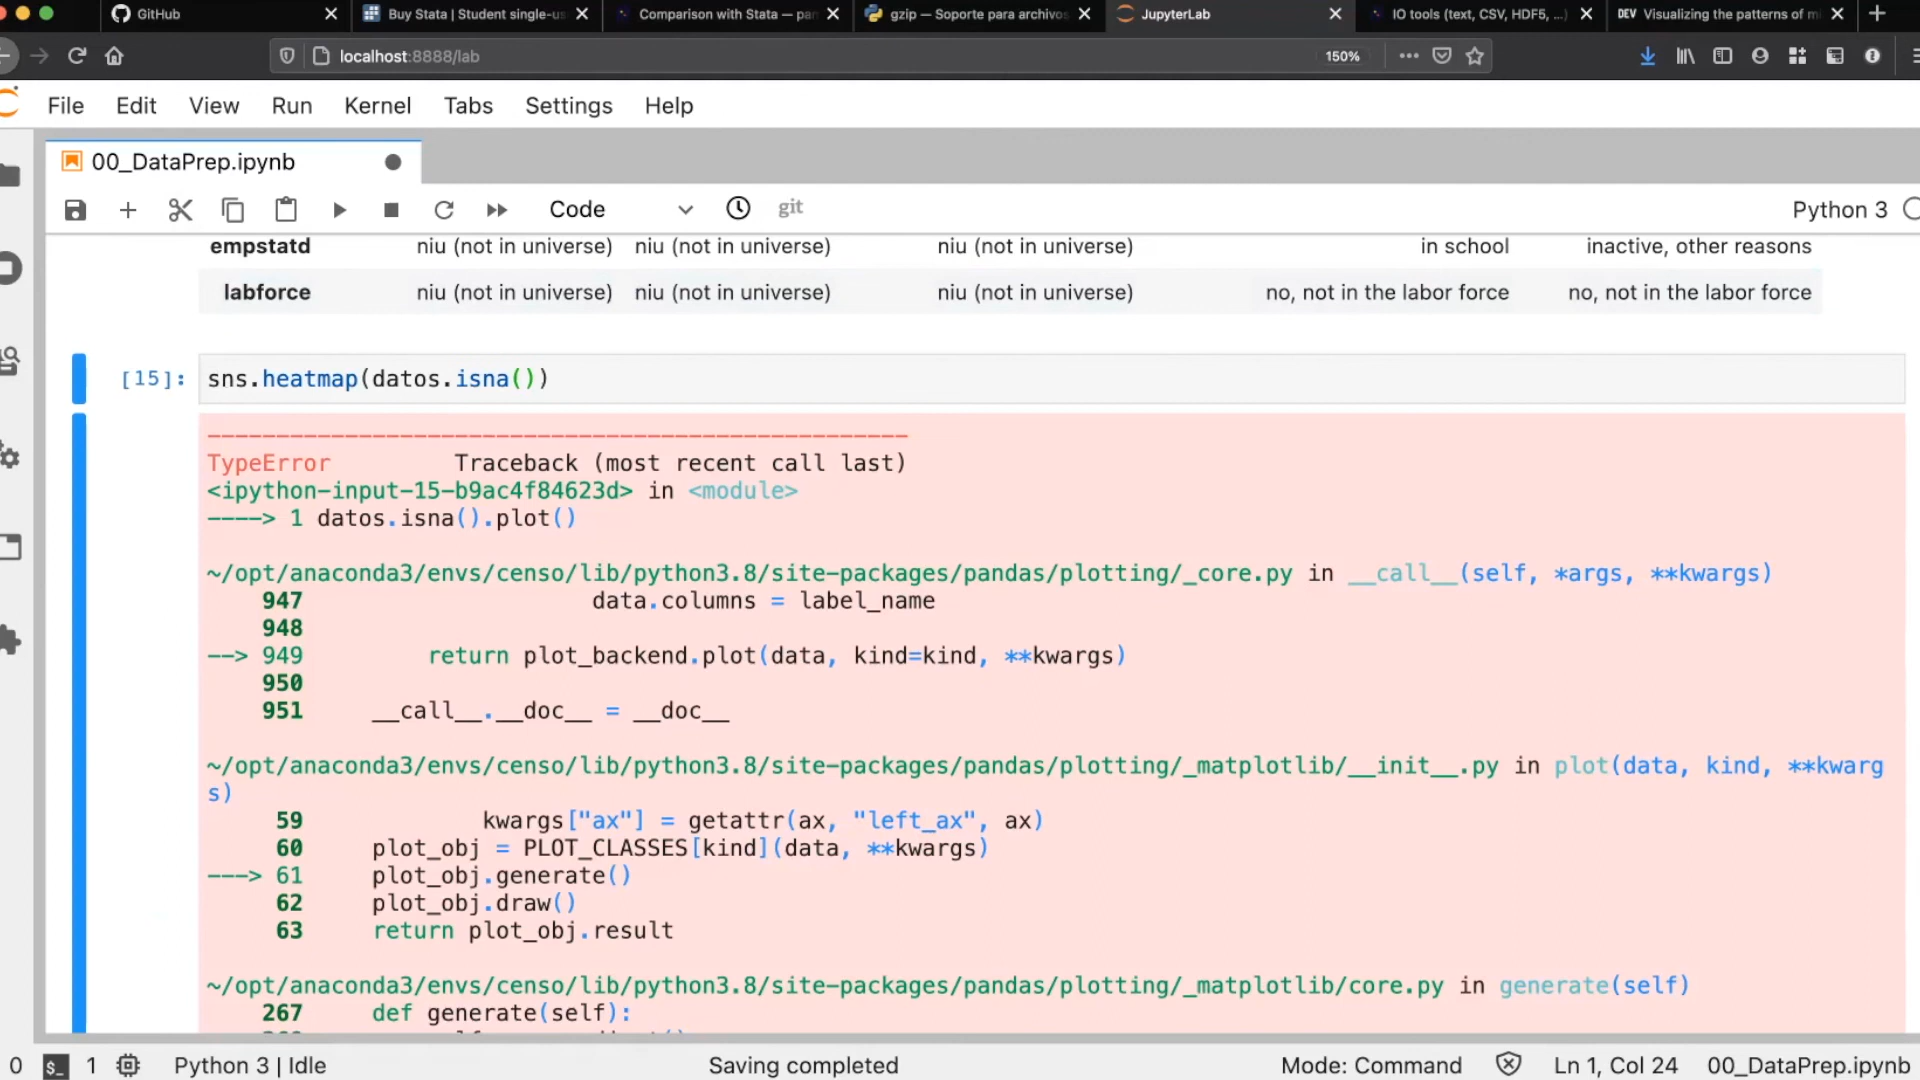 GitHub
Buy Stata | Student single-us
Comparison with Stata — pan
gzip — Soporte para archivos
JupyterLab
IO tools (text, CSV, HDF5, …)
DEV Visualizing the patterns of mi
localhost:8888/lab
150%
File Edit View Run Kernel Tabs Settings Help
00_DataPrep.ipynb
Code
git
Python 3
empstatd niu (not in universe) niu (not in universe) niu (not in universe) in school inactive, other reasons
labforce niu (not in universe) niu (not in universe) niu (not in universe) no, not in the labor force no, not in the labor force
[15]: sns.heatmap(datos.isna())
---------------------------------------------------
TypeError Traceback (most recent call last)
<ipython-input-15-b9ac4f84623d> in <module>
----> 1 datos.isna().plot()
~/opt/anaconda3/envs/censo/lib/python3.8/site-packages/pandas/plotting/_core.py in __call__(self, *args, **kwargs)
947 data.columns = label_name
948
--> 949 return plot_backend.plot(data, kind=kind, **kwargs)
950
951 __call__.__doc__ = __doc__
~/opt/anaconda3/envs/censo/lib/python3.8/site-packages/pandas/plotting/_matplotlib/__init__.py in plot(data, kind, **kwarg
s)
59 kwargs["ax"] = getattr(ax, "left_ax", ax)
60 plot_obj = PLOT_CLASSES[kind](data, **kwargs)
---> 61 plot_obj.generate()
62 plot_obj.draw()
63 return plot_obj.result
~/opt/anaconda3/envs/censo/lib/python3.8/site-packages/pandas/plotting/_matplotlib/core.py in generate(self)
267 def generate(self):
0 $_ 1 Python 3 | Idle Saving completed Mode: Command Ln 1, Col 24 00_DataPrep.ipynb